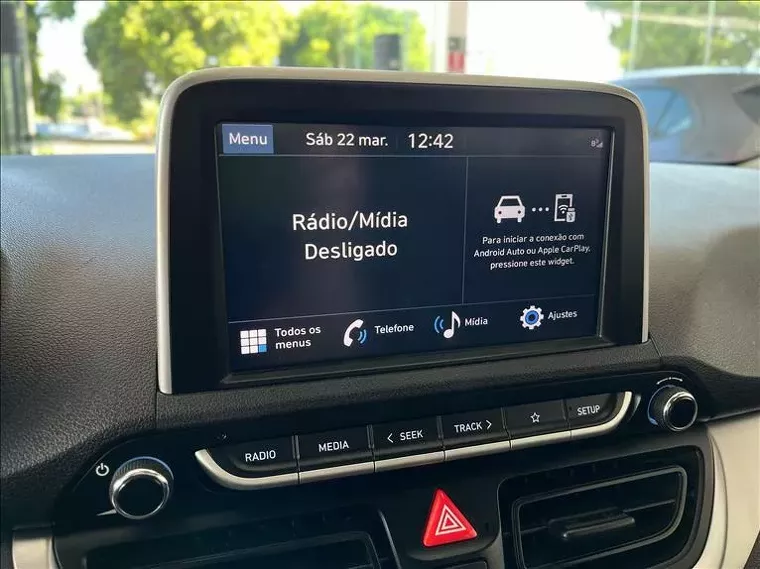 Menu
Sáb 22 mar.
12:42
Rádio/Mídia
Desligado
Para iniciar a conexão com
Android Auto ou Apple CarPlay,
pressione este widget.
Todos os
menus
Telefone
Mídia
Ajustes
RADIO
MEDIA
< SEEK
TRACK >
SETUP